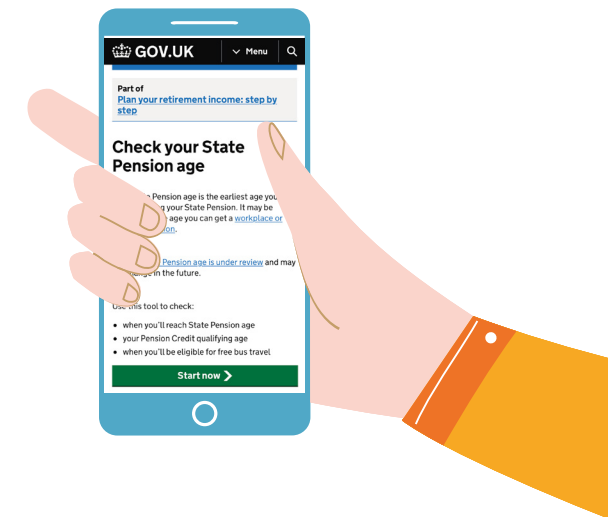 GOV.UK
Menu
Part of
Plan your retirement income: step by
step
Check your State
Pension age
Pension age is the earliest age you
your State Pension. It may be
age you can get a workplace or
Pension age is under review and may
in the future.
Use this tool to check:
• when you'll reach State Pension age
• your Pension Credit qualifying age
• when you'll be eligible for free bus travel
Start now